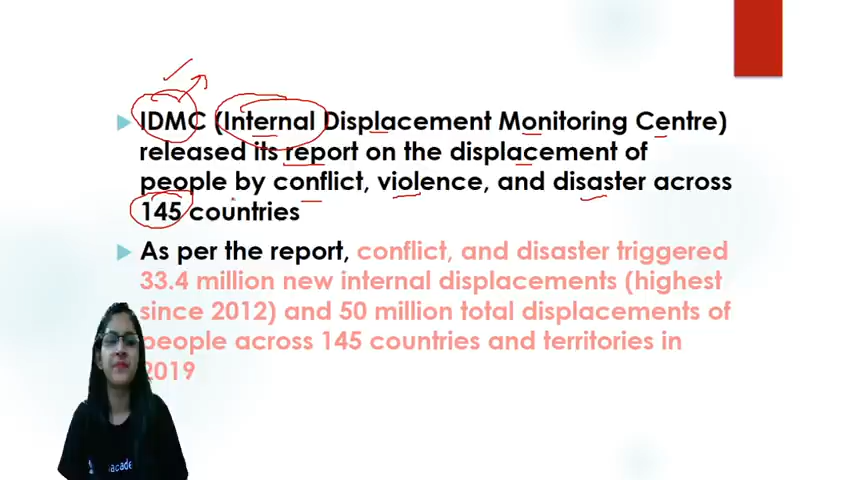 IDMC (Internal Displacement Monitoring Centre)
released its report on the displacement of
people by conflict, violence, and disaster across
145 countries
As per the report, conflict, and disaster triggered
33.4 million new internal displacements (highest
since 2012) and 50 million total displacements of
people across 145 countries and territories in
2019